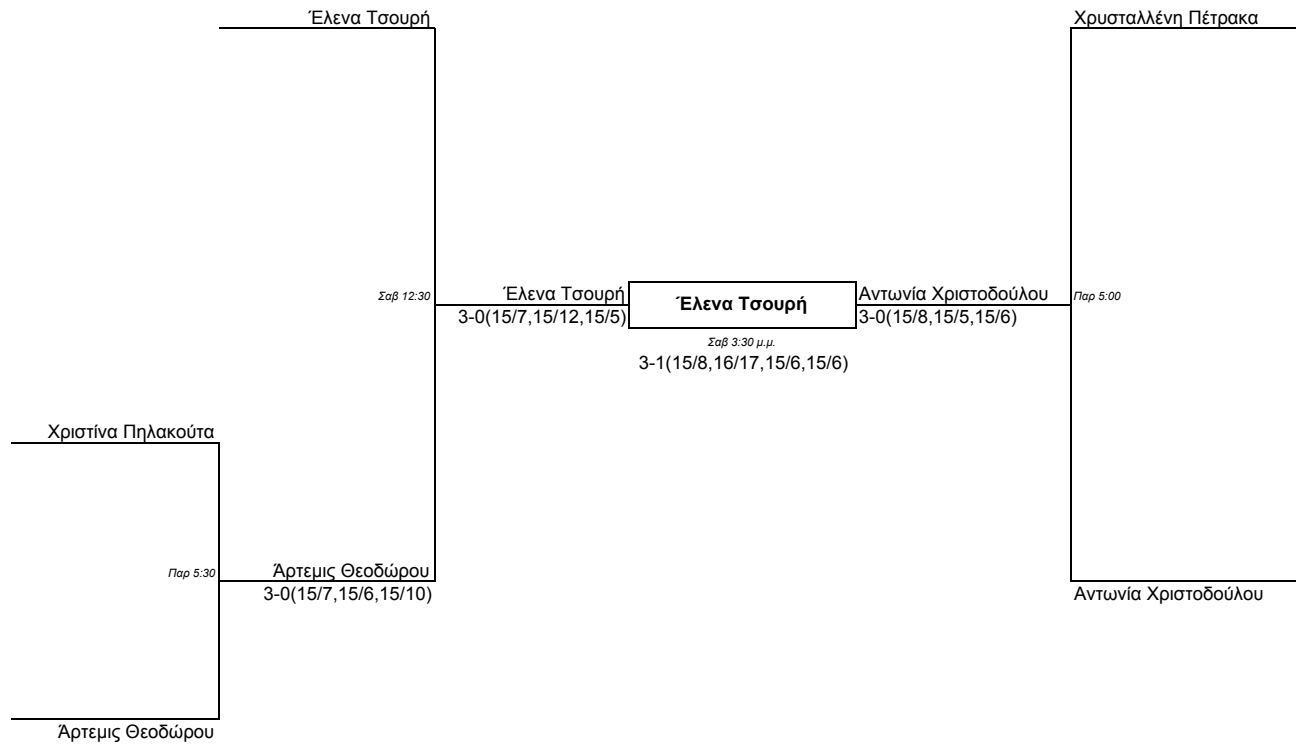 Έλενα Τσουρή
Χρυσταλλένη Πέτρακα
Σαβ 12:30
Έλενα Τσουρή
3-0(15/7,15/12,15/5)
Έλενα Τσουρή
Σαβ 3:30 μ.μ.
3-1(15/8,16/17,15/6,15/6)
Αντωνία Χριστοδούλου
3-0(15/8,15/5,15/6)
Παρ 5:00
Χριστίνα Πηλακούτα
Παρ 5:30
Άρτεμις Θεοδώρου
3-0(15/7,15/6,15/10)
Αντωνία Χριστοδούλου
Άρτεμις Θεοδώρου